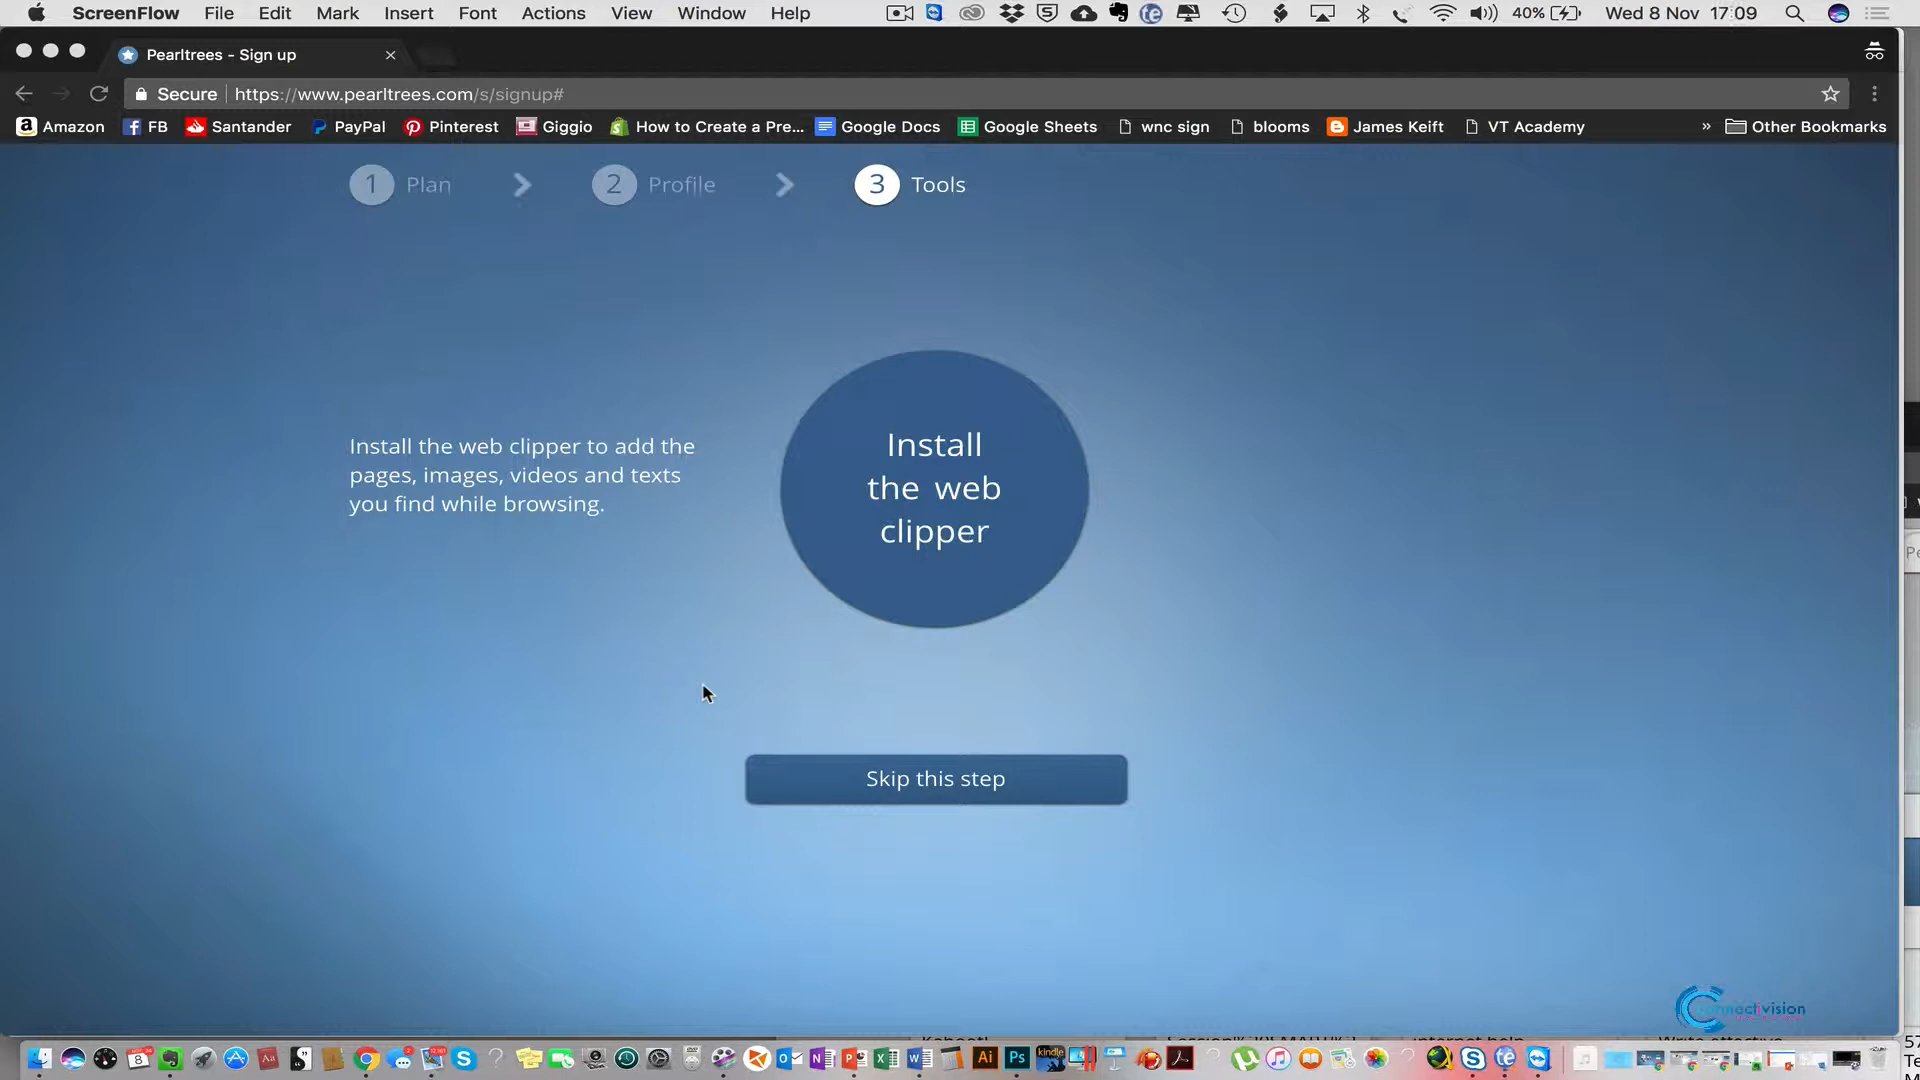 ScreenFlow File Edit Mark Insert Font Actions View Window Help 40% Wed 8 Nov 17:09
Pearltrees - Sign up
Secure https://www.pearltrees.com/s/signup#
Amazon FB Santander PayPal Pinterest Giggio How to Create a Pre... Google Docs Google Sheets wnc sign blooms James Keift VT Academy » Other Bookmarks
1 Plan 2 Profile 3 Tools
Install the web clipper to add the
pages, images, videos and texts
you find while browsing.
Install
the web
clipper
Skip this step
connectivision